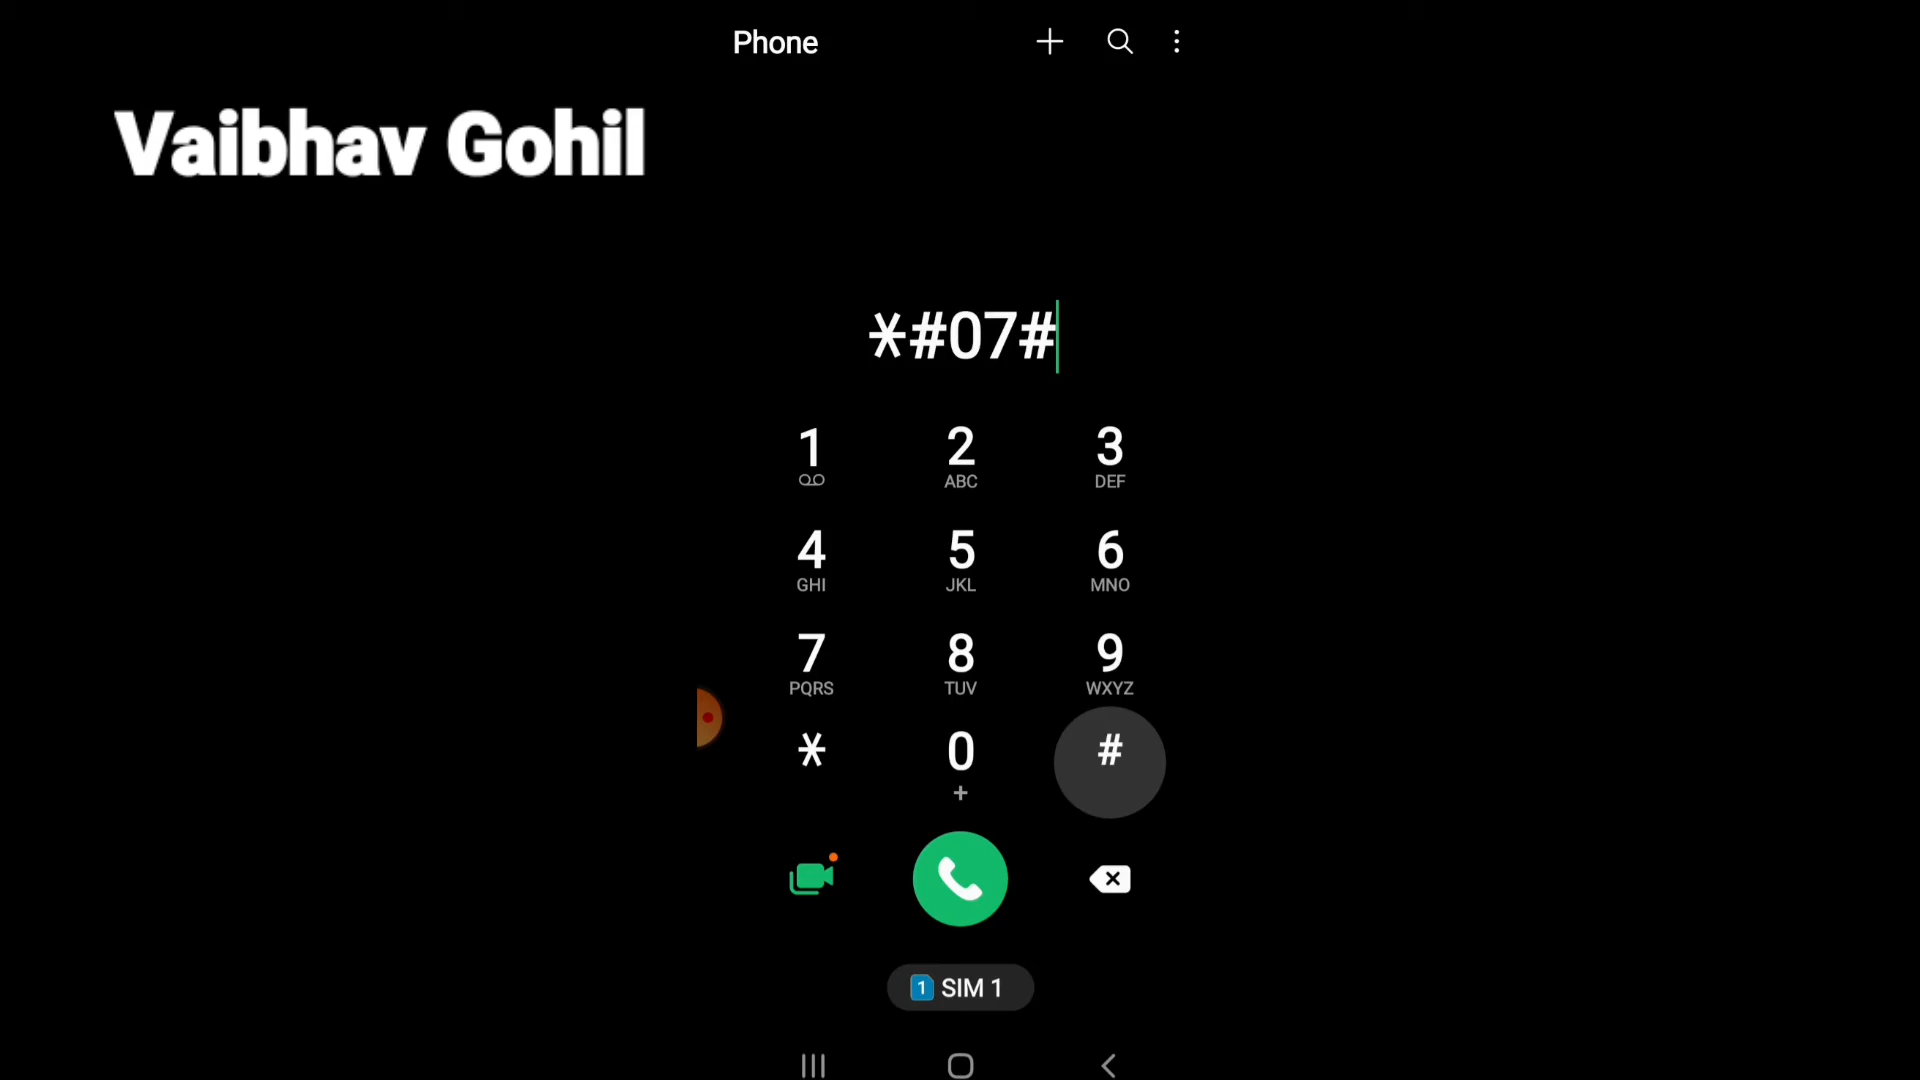 Phone
Vaibhav Gohil
*#07#
1 2 3
ABC DEF
4 5 6
GHI JKL MNO
7 8 9
PQRS TUV WXYZ
* 0 #
+
1 SIM 1